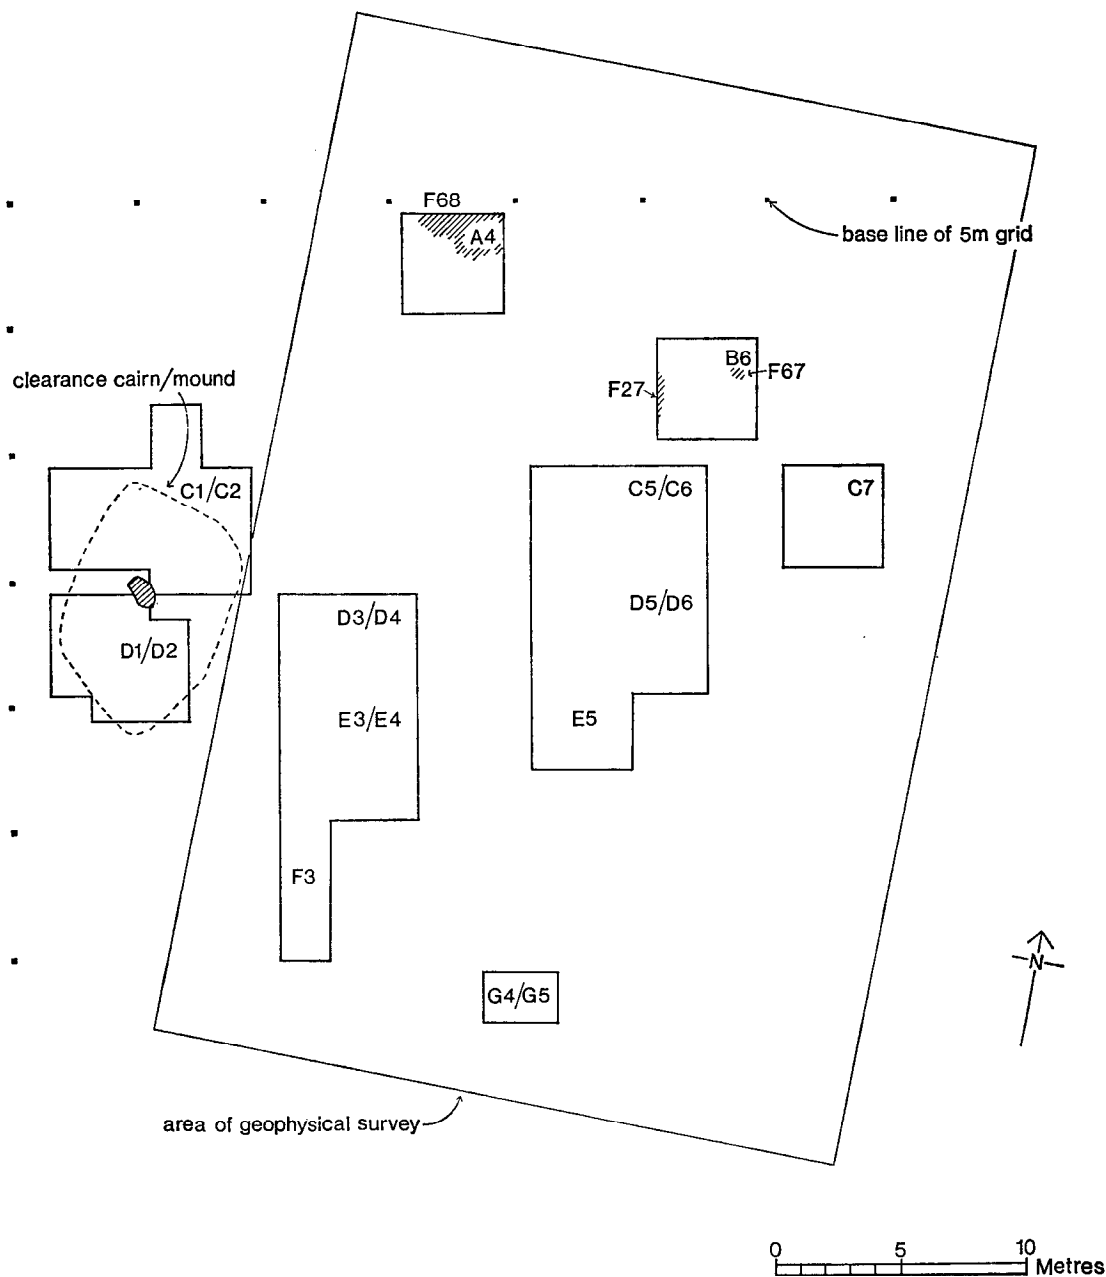 F68
A4
base line of 5m grid
B6
F67
F27
clearance cairn/mound
C1/C2
C5/C6
C7
D3/D4
D5/D6
D1/D2
E3/E4
E5
F3
N
G4/G5
area of geophysical survey
0 5 10
Metres